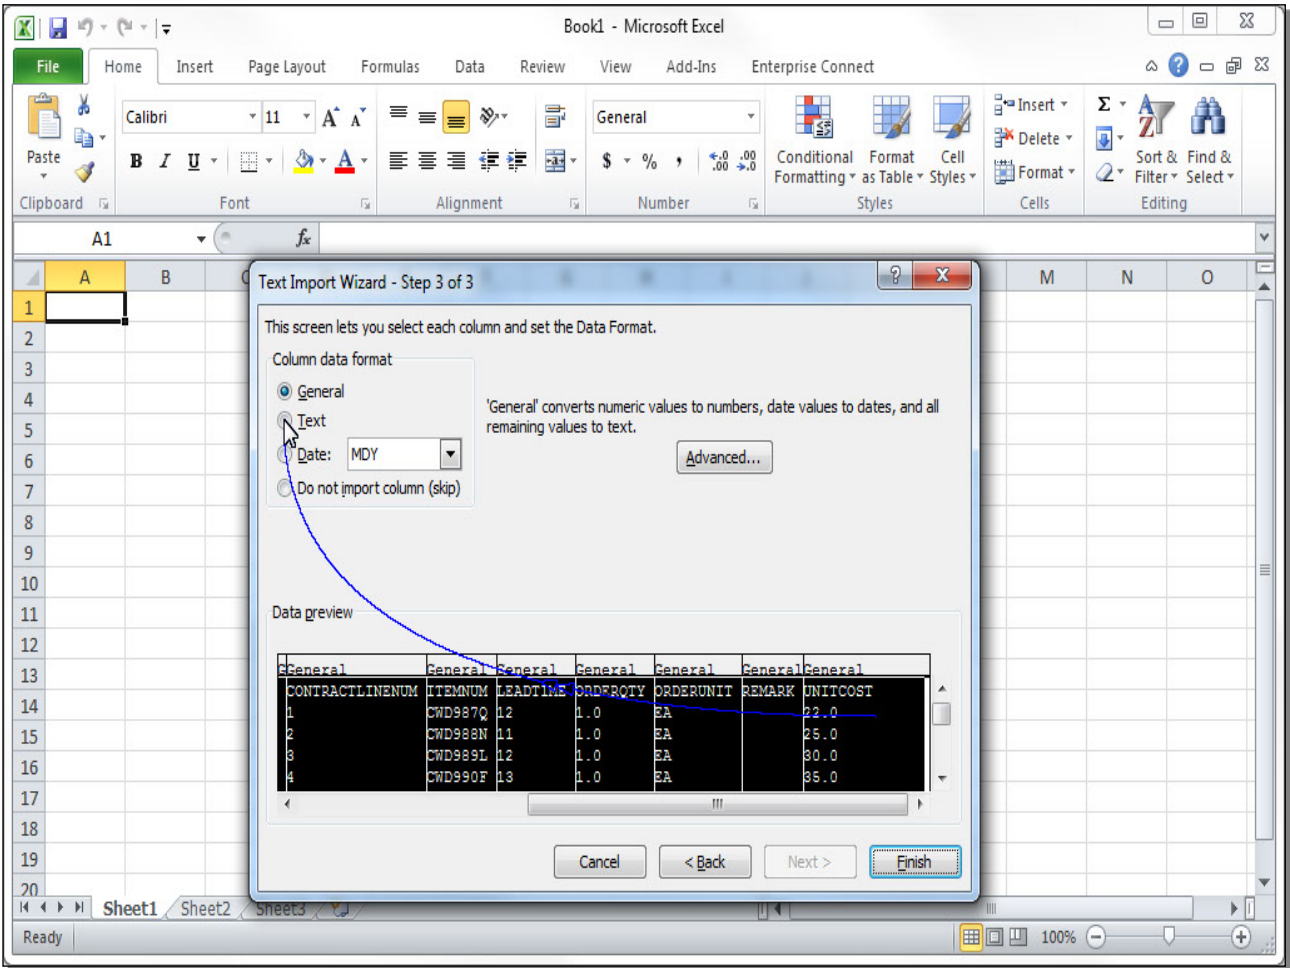 Book1 - Microsoft Excel
File Home Insert Page Layout Formulas Data Review View Add-Ins Enterprise Connect
Paste
Clipboard
Calibri 11
B I U
Font
Alignment
General
$ % ,
Number
Conditional Formatting
Format as Table
Cell Styles
Styles
Insert
Delete
Format
Cells
Σ
Sort & Filter
Find & Select
Editing
A1 fx
A B M N O
1
2
3
4
5
6
7
8
9
10
11
12
13
14
15
16
17
18
19
20
Text Import Wizard - Step 3 of 3
This screen lets you select each column and set the Data Format.
Column data format
General
Text
Date: MDY
Do not import column (skip)
'General' converts numeric values to numbers, date values to dates, and all
remaining values to text.
Advanced...
Data preview
General General General General General General General
CONTRACTLINENUM ITEMNUM LEADTIME ORDERQTY ORDERUNIT REMARK UNITCOST
1 CWD987Q 12 1.0 EA 22.0
2 CWD988N 11 1.0 EA 25.0
3 CWD989L 12 1.0 EA 30.0
4 CWD990F 13 1.0 EA 35.0
Cancel < Back Next > Finish
Sheet1 Sheet2 Sheet3
Ready 100%